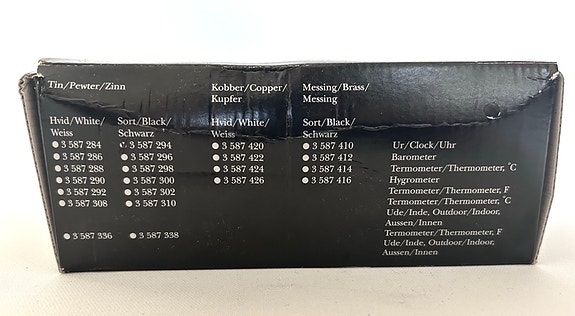 Tin/Pewter/Zinn Kobber/Copper/ Messing/Brass/
Kupfer Messing
Hvid/White/ Sort/Black/ Hvid/White/ Sort/Black/
Weiss Schwarz Weiss Schwarz
3 587 284 3 587 294 3 587 420 3 587 410 Ur/Clock/Uhr
3 587 286 3 587 296 3 587 422 3 587 412 Barometer
3 587 288 3 587 298 3 587 424 3 587 414 Termometer/Thermometer, °C
3 587 290 3 587 300 3 587 426 3 587 416 Hygrometer
3 587 292 3 587 302 Termometer/Thermometer, F
3 587 308 3 587 310 Termometer/Thermometer, °C
Ude/Inde, Outdoor/Indoor,
Aussen/Innen
3 587 336 3 587 338 Termometer/Thermometer, F
Ude/Inde, Outdoor/Indoor,
Aussen/Innen